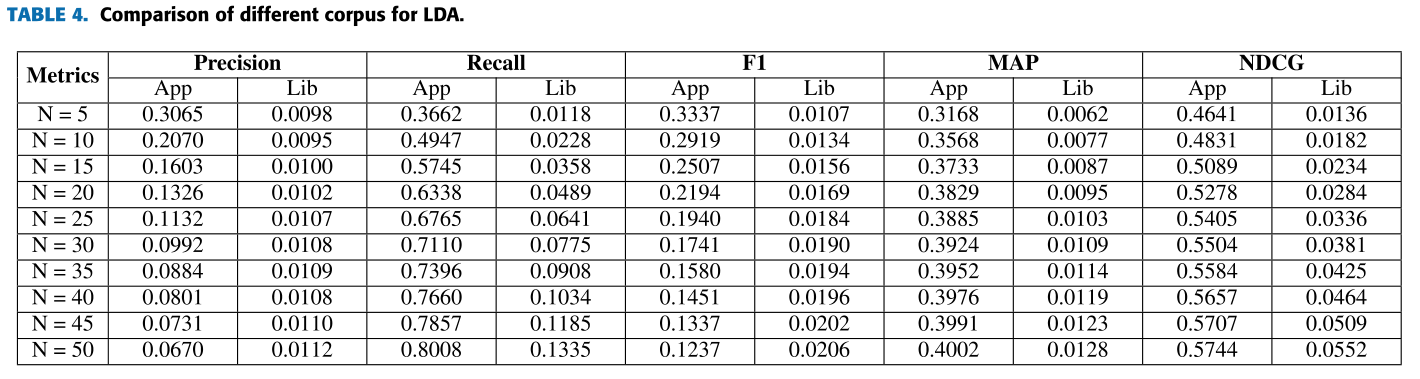 TABLE 4. Comparison of different corpus for LDA.
Metrics Precision Recall F1 MAP NDCG
App Lib App Lib App Lib App Lib App Lib
N = 5 0.3065 0.0098 0.3662 0.0118 0.3337 0.0107 0.3168 0.0062 0.4641 0.0136
N = 10 0.2070 0.0095 0.4947 0.0228 0.2919 0.0134 0.3568 0.0077 0.4831 0.0182
N = 15 0.1603 0.0100 0.5745 0.0358 0.2507 0.0156 0.3733 0.0087 0.5089 0.0234
N = 20 0.1326 0.0102 0.6338 0.0489 0.2194 0.0169 0.3829 0.0095 0.5278 0.0284
N = 25 0.1132 0.0107 0.6765 0.0641 0.1940 0.0184 0.3885 0.0103 0.5405 0.0336
N = 30 0.0992 0.0108 0.7110 0.0775 0.1741 0.0190 0.3924 0.0109 0.5504 0.0381
N = 35 0.0884 0.0109 0.7396 0.0908 0.1580 0.0194 0.3952 0.0114 0.5584 0.0425
N = 40 0.0801 0.0108 0.7660 0.1034 0.1451 0.0196 0.3976 0.0119 0.5657 0.0464
N = 45 0.0731 0.0110 0.7857 0.1185 0.1337 0.0202 0.3991 0.0123 0.5707 0.0509
N = 50 0.0670 0.0112 0.8008 0.1335 0.1237 0.0206 0.4002 0.0128 0.5744 0.0552